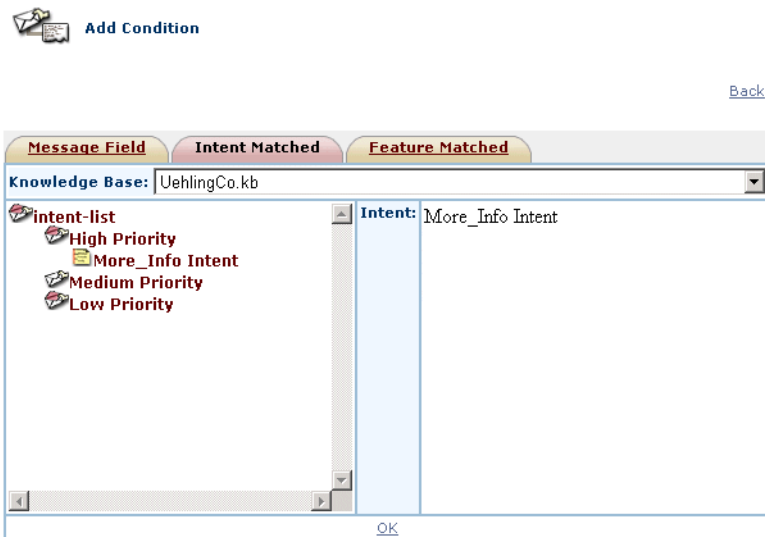 Add Condition
Back
Message Field Intent Matched Feature Matched
Knowledge Base: UehlingCo.kb
intent-list
High Priority
More_Info Intent
Medium Priority
Low Priority
Intent: More_Info Intent
OK